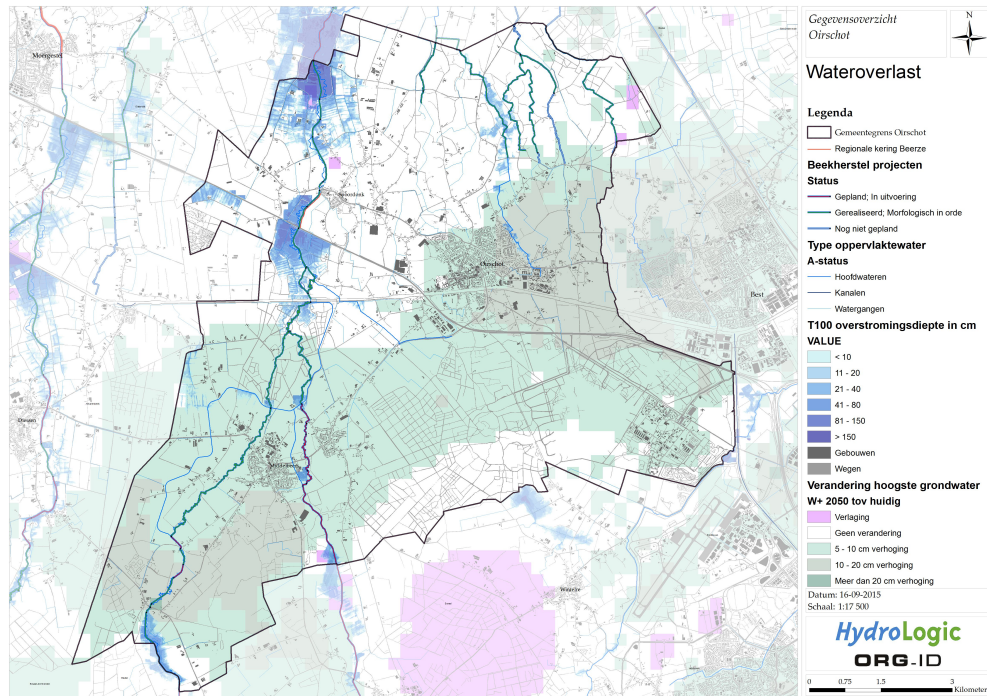 Gegevensoverzicht
Oirschot
N
Wateroverlast
Legenda
Gemeentegrens Oirschot
Regionale kering Beerze
Beekherstel projecten
Status
Gepland; In uitvoering
Gerealiseerd; Morfologisch in orde
Nog niet gepland
Type oppervlaktewater
A-status
Hoofdwateren
Kanalen
Watergangen
T100 overstromingsdiepte in cm
VALUE
< 10
11 - 20
21 - 40
41 - 80
81 - 150
> 150
Gebouwen
Wegen
Verandering hoogste grondwater
W+ 2050 tov huidig
Verlaging
Geen verandering
5 - 10 cm verhoging
10 - 20 cm verhoging
Meer dan 20 cm verhoging
Datum: 16-09-2015
Schaal: 1:17 500
HydroLogic
ORG-ID
0 0.75 1.5 3
Kilometer
Moergestel
Oirschot
Best
Diessen
Middelbeers
Wintelre